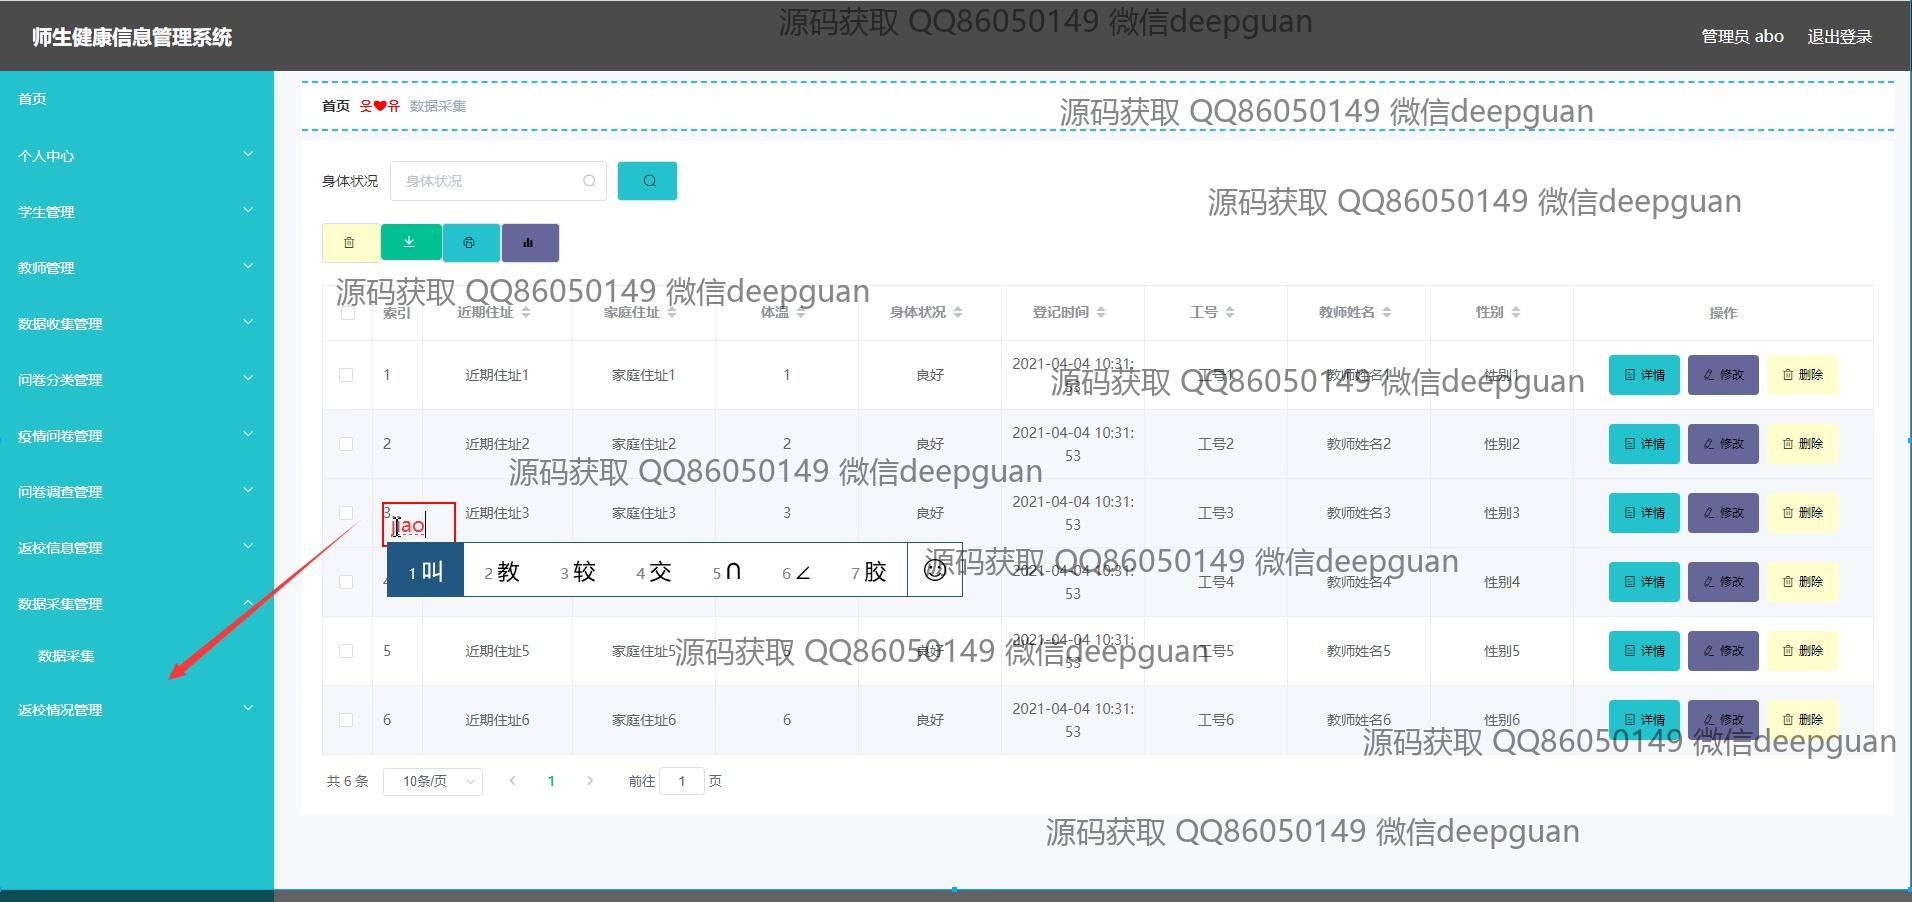 源码获取 QQ86050149 微信deepguan
师生健康信息管理系统
管理员 abo 退出登录
首页
个人中心
学生管理
教师管理
数据收集管理
问卷分类管理
疫情问卷管理
问卷调查管理
返校信息管理
数据采集管理
数据采集
返校情况管理
首页 웃❤유 数据采集
源码获取 QQ86050149 微信deepguan
身体状况 身体状况
源码获取 QQ86050149 微信deepguan
源码获取 QQ86050149 微信deepguan
索引 近期住址 家庭住址 体温 身体状况 登记时间 工号 教师姓名 性别 操作
1 近期住址1 家庭住址1 1 良好 2021-04-04 10:31:53 工号1 教师姓名1 性别1 详情 修改 删除
源码获取 QQ86050149 微信deepguan
2 近期住址2 家庭住址2 2 良好 2021-04-04 10:31:53 工号2 教师姓名2 性别2 详情 修改 删除
源码获取 QQ86050149 微信deepguan
3 近期住址3 家庭住址3 3 良好 2021-04-04 10:31:53 工号3 教师姓名3 性别3 详情 修改 删除
jiao
1 叫 2 教 3 较 4 交 5 ∩ 6 ∠ 7 胶
源码获取 QQ86050149 微信deepguan
4 2021-04-04 10:31:53 工号4 教师姓名4 性别4 详情 修改 删除
5 近期住址5 家庭住址5 5 良好 2021-04-04 10:31:53 工号5 教师姓名5 性别5 详情 修改 删除
源码获取 QQ86050149 微信deepguan
6 近期住址6 家庭住址6 6 良好 2021-04-04 10:31:53 工号6 教师姓名6 性别6 详情 修改 删除
源码获取 QQ86050149 微信deepguan
共 6 条 10条/页 1 前往 1 页
源码获取 QQ86050149 微信deepguan